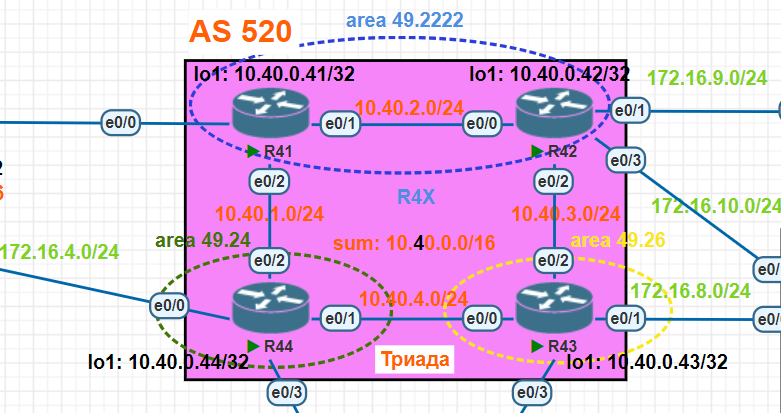 area 49.2222
AS 520
lo1: 10.40.0.41/32
lo1: 10.40.0.42/32
172.16.9.0/24
e0/0
e0/1
10.40.2.0/24
e0/0
e0/1
R41
R42
e0/3
e0/2
e0/2
R4X
10.40.1.0/24
10.40.3.0/24
172.16.10.0/24
172.16.4.0/24
area 49.24
sum: 10.40.0.0/16
area 49.26
e0/2
e0/2
172.16.8.0/24
e0/0
e0/1
10.40.4.0/24
e0/0
e0/1
R44
R43
lo1: 10.40.0.44/32
Триада
lo1: 10.40.0.43/32
e0/3
e0/3